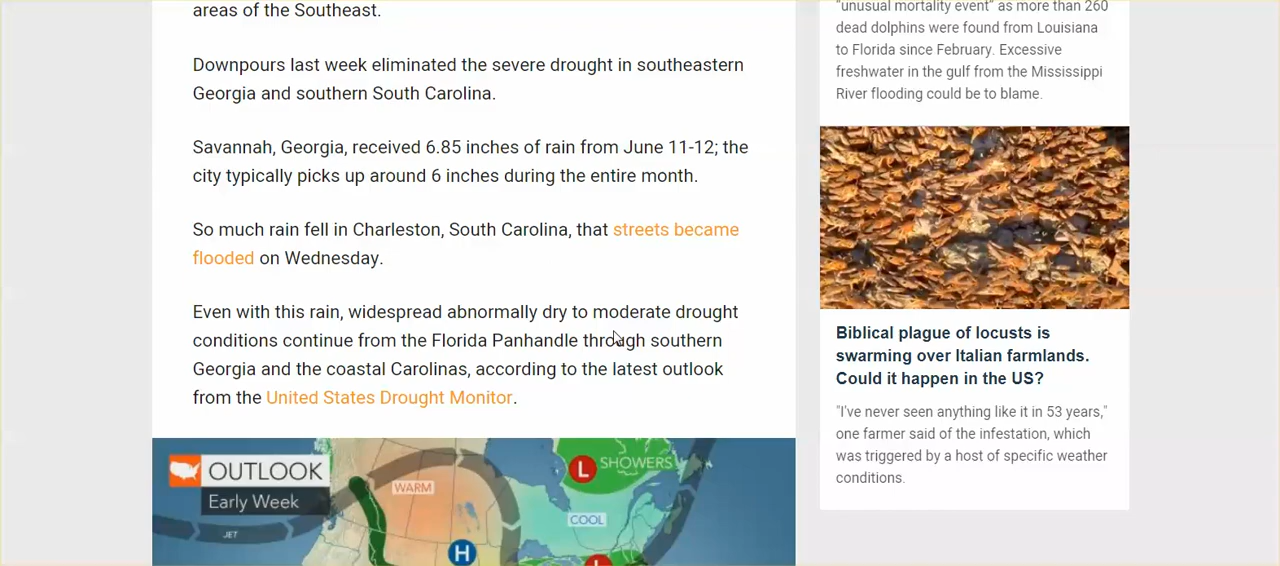 areas of the Southeast.
Downpours last week eliminated the severe drought in southeastern
Georgia and southern South Carolina.
Savannah, Georgia, received 6.85 inches of rain from June 11-12; the
city typically picks up around 6 inches during the entire month.
So much rain fell in Charleston, South Carolina, that streets became
flooded on Wednesday.
Even with this rain, widespread abnormally dry to moderate drought
conditions continue from the Florida Panhandle through southern
Georgia and the coastal Carolinas, according to the latest outlook
from the United States Drought Monitor.
OUTLOOK
Early Week
JET
WARM
H
L SHOWERS
COOL
L
"unusual mortality event" as more than 260
dead dolphins were found from Louisiana
to Florida since February. Excessive
freshwater in the gulf from the Mississippi
River flooding could be to blame.
Biblical plague of locusts is
swarming over Italian farmlands.
Could it happen in the US?
"I've never seen anything like it in 53 years,"
one farmer said of the infestation, which
was triggered by a host of specific weather
conditions.